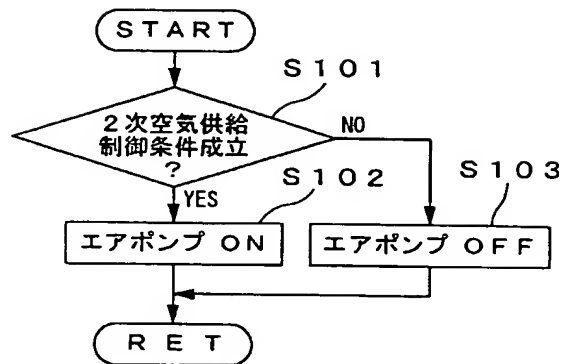 START
S101
2次空気供給
制御条件成立
?
NO
YES
S102
S103
エアポンプ ON
エアポンプ OFF
RET